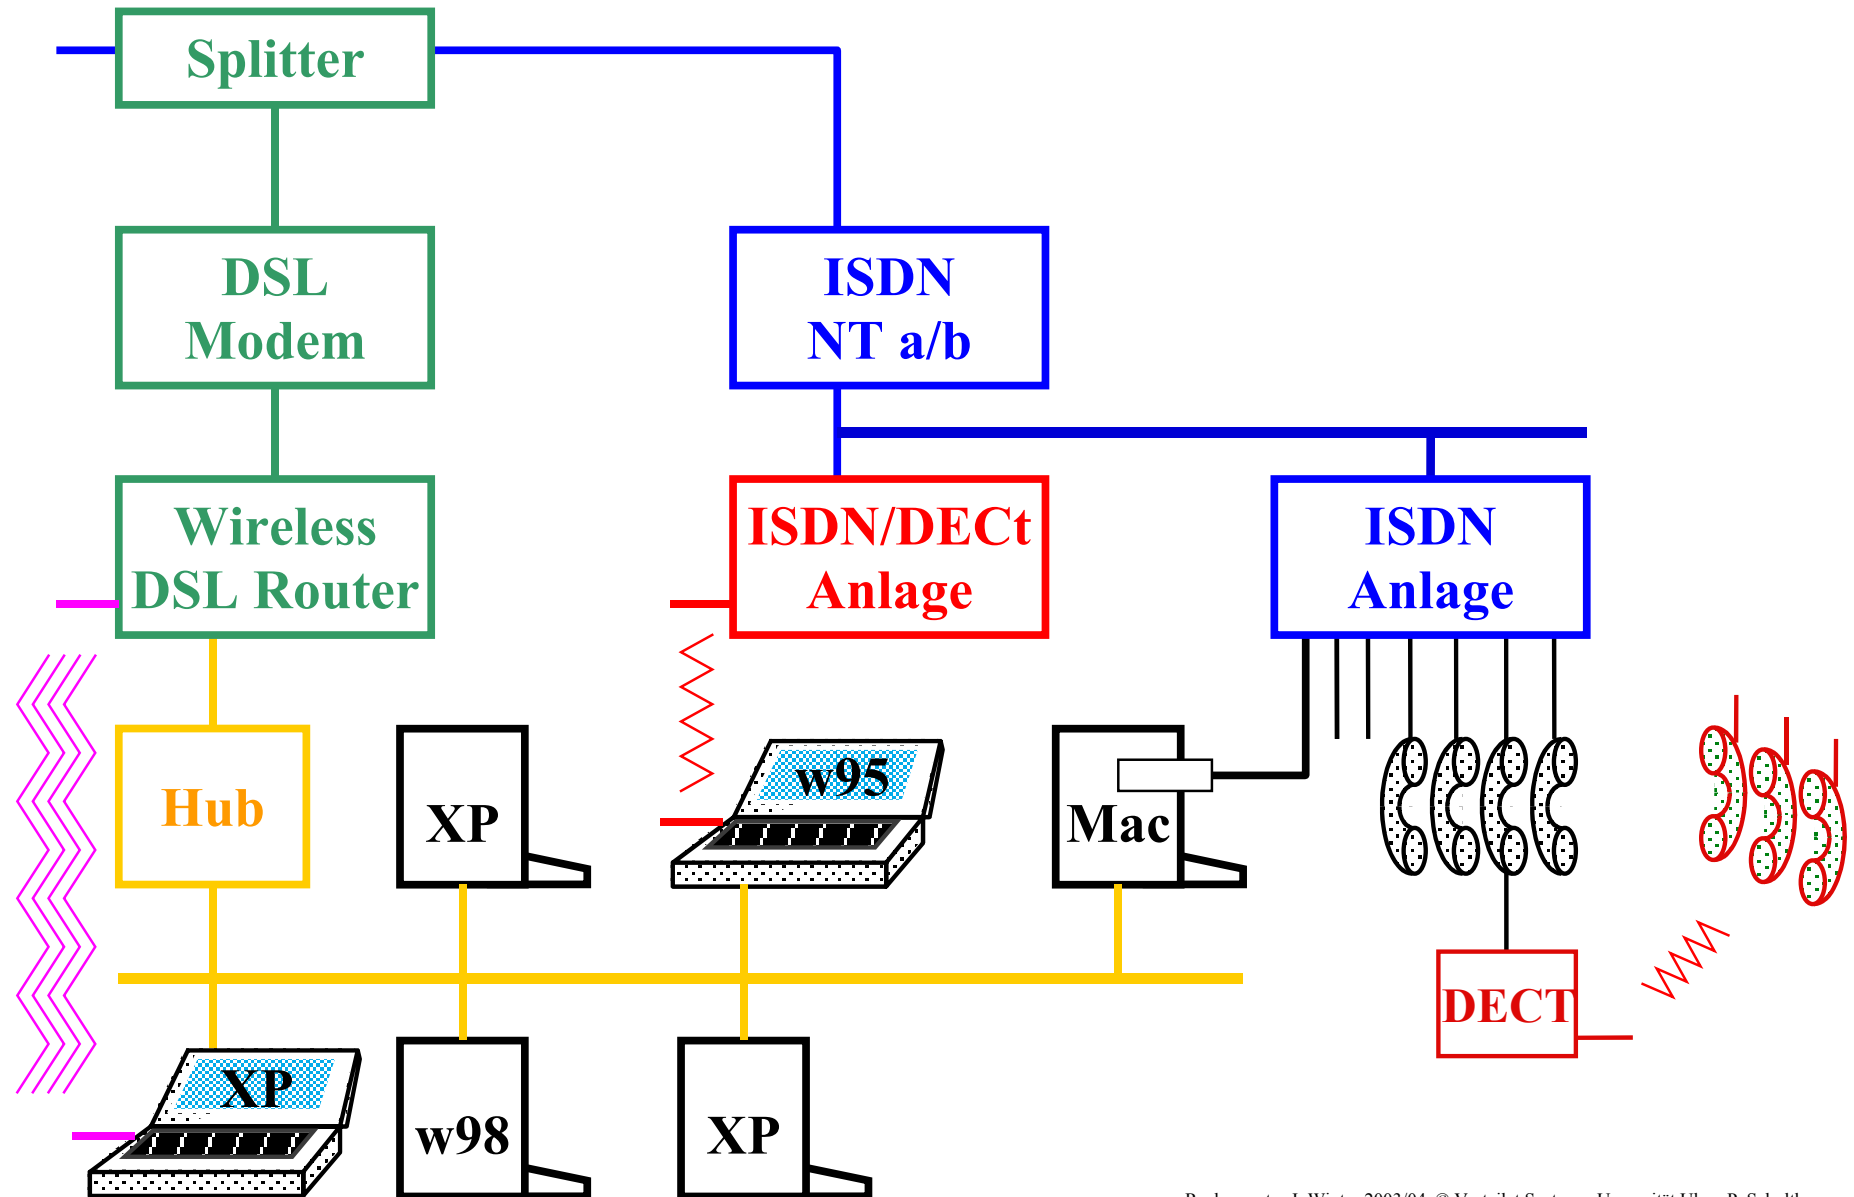 Splitter
DSL
Modem
ISDN
NT a/b
Wireless
DSL Router
ISDN/DECt
Anlage
ISDN
Anlage
Hub
XP
w95
Mac
DECT
XP
w98
XP